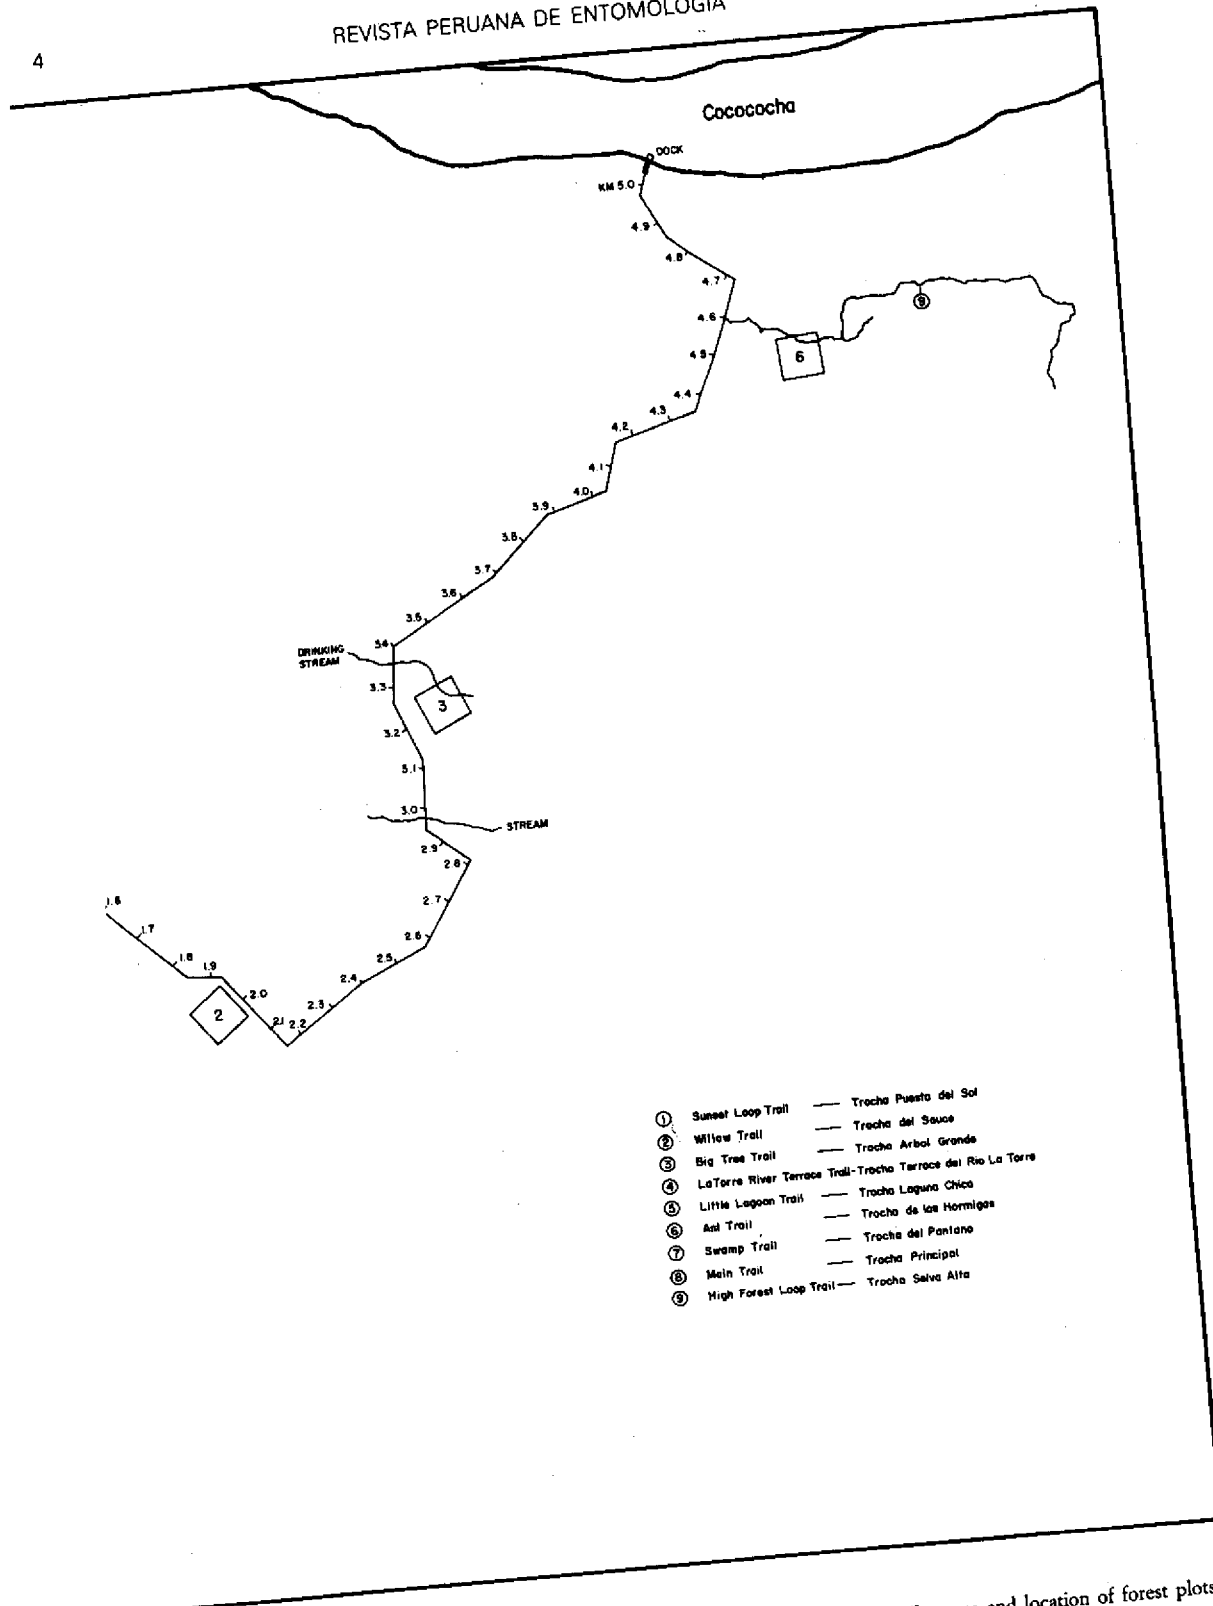 4
REVISTA PERUANA DE ENTOMOLOGIA
Cocococha
DOCK
KM 5.0
4.9
4.8
4.7
4.6
9
4.5
6
4.4
4.3
4.2
4.1
4.0
3.9
3.8
3.7
3.6
3.5
3.4
DRINKING
STREAM
3.3
3
3.2
3.1
3.0
STREAM
2.9
2.8
2.7
1.6
1.7
2.6
1.8
1.9
2.5
2.4
2.0
2.3
2
2.1
2.2
1 Sunset Loop Trail — Trocha Puesta del Sol
2 Willow Trail — Trocha del Sauce
3 Big Tree Trail — Trocha Arbol Grande
4 LaTorre River Terrace Trail-Trocha Terrace del Rio La Torre
5 Little Lagoon Trail — Trocha Laguna Chica
6 Ant Trail — Trocha de las Hormigas
7 Swamp Trail — Trocha del Pantano
8 Main Trail — Trocha Principal
9 High Forest Loop Trail — Trocha Selva Alta
and location of forest plots